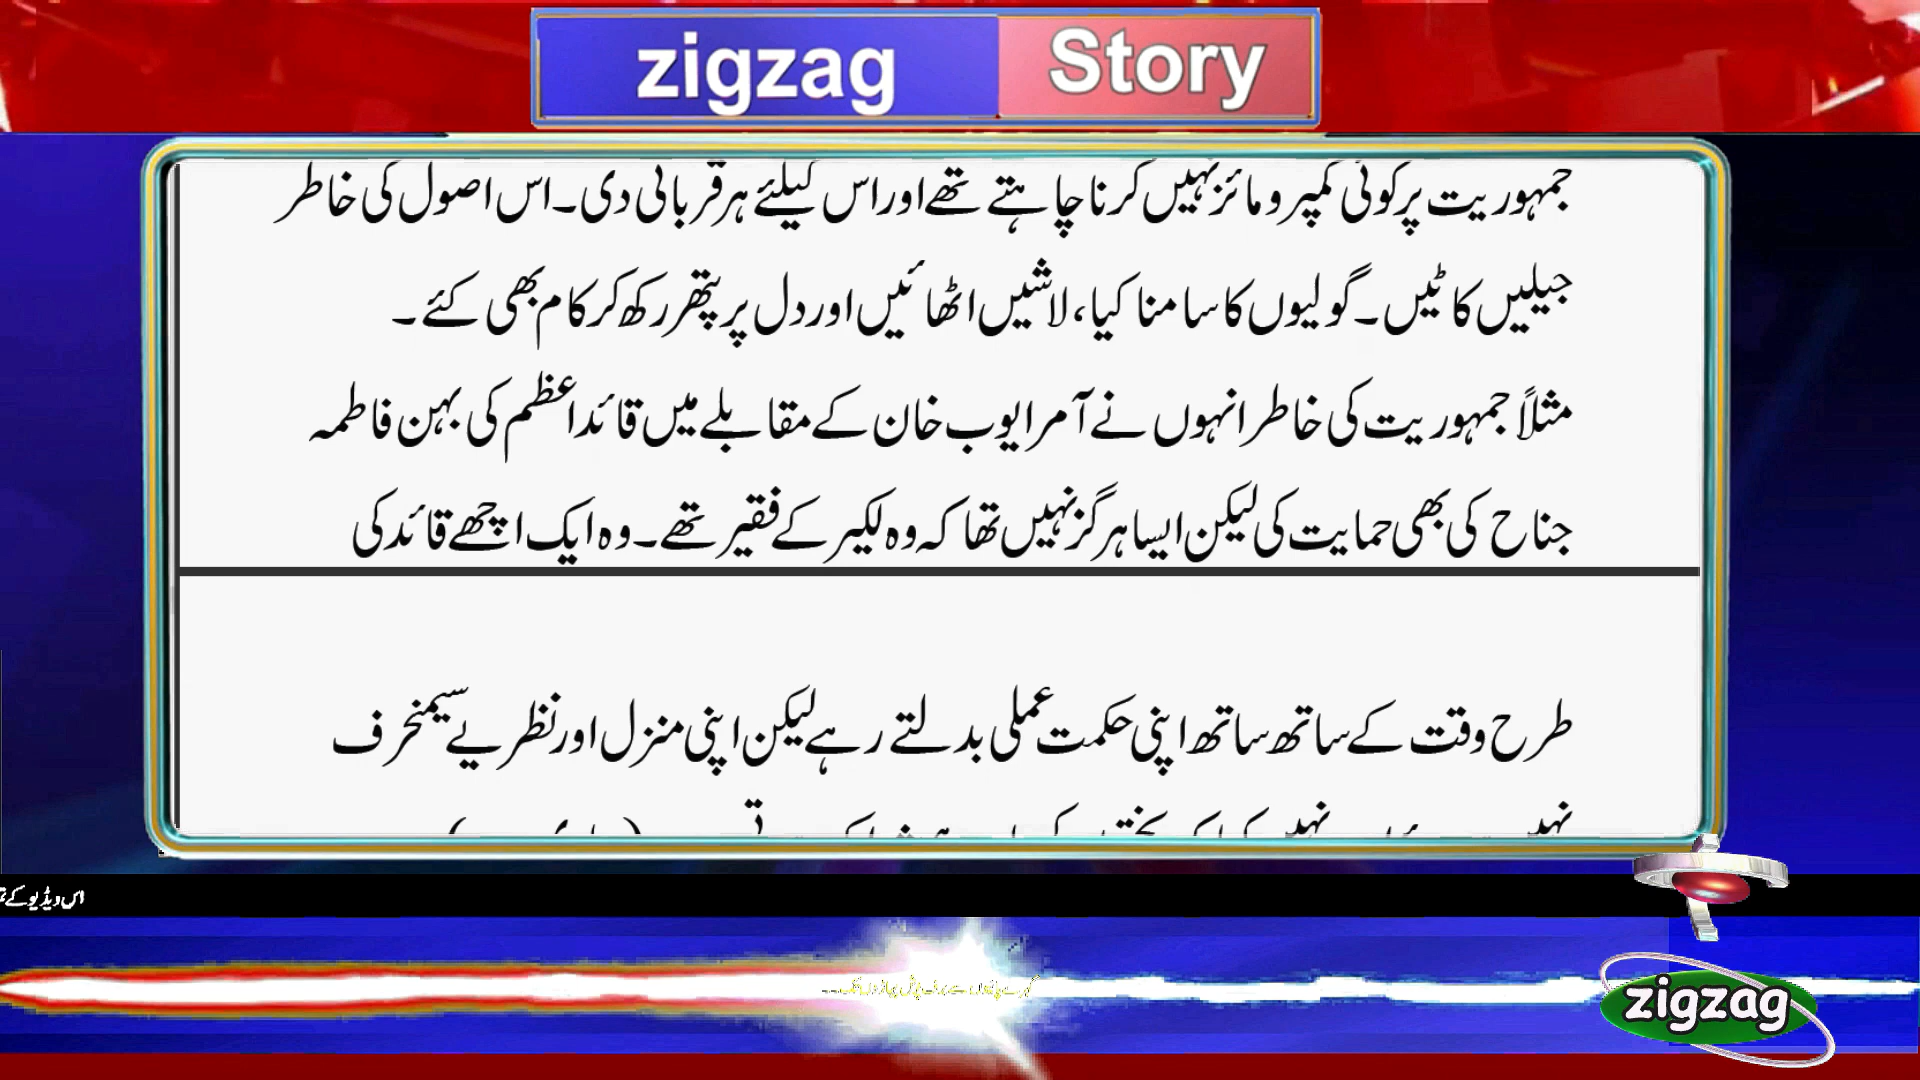 zigzag Story
جمہوریت پر کوئی کمپرومائز نہیں کرنا چاہتے تھے اور اس کیلئے ہر قربانی دی۔ اس اصول کی خاطر
جیلیں کاٹیں۔ گولیوں کا سامنا کیا، لاشیں اٹھائیں اور دل پر پتھر رکھ کر کام بھی کئے۔
مثلاً جمہوریت کی خاطر انہوں نے آمر ایوب خان کے مقابلے میں قائداعظم کی بہن فاطمہ
جناح کی بھی حمایت کی لیکن ایسا ہرگز نہیں تھا کہ وہ لکیر کے فقیر تھے۔ وہ ایک اچھے قائد کی
طرح وقت کے ساتھ ساتھ اپنی حکمت عملی بدلتے رہے لیکن اپنی منزل اور نظریے سیمنحرف
اس ویڈیو کے
zigzag